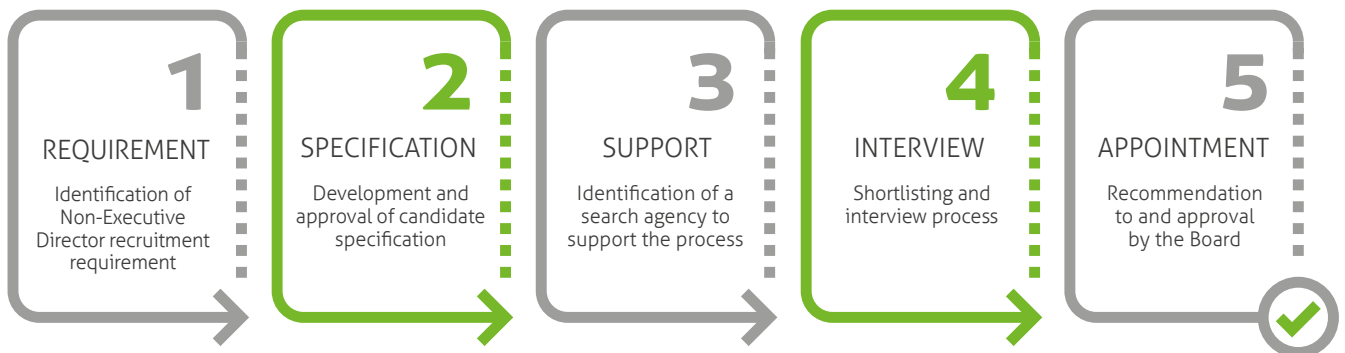 1
REQUIREMENT
Identification of
Non-Executive
Director recruitment
requirement
2
SPECIFICATION
Development and
approval of candidate
specification
3
SUPPORT
Identification of a
search agency to
support the process
4
INTERVIEW
Shortlisting and
interview process
5
APPOINTMENT
Recommendation
to and approval
by the Board